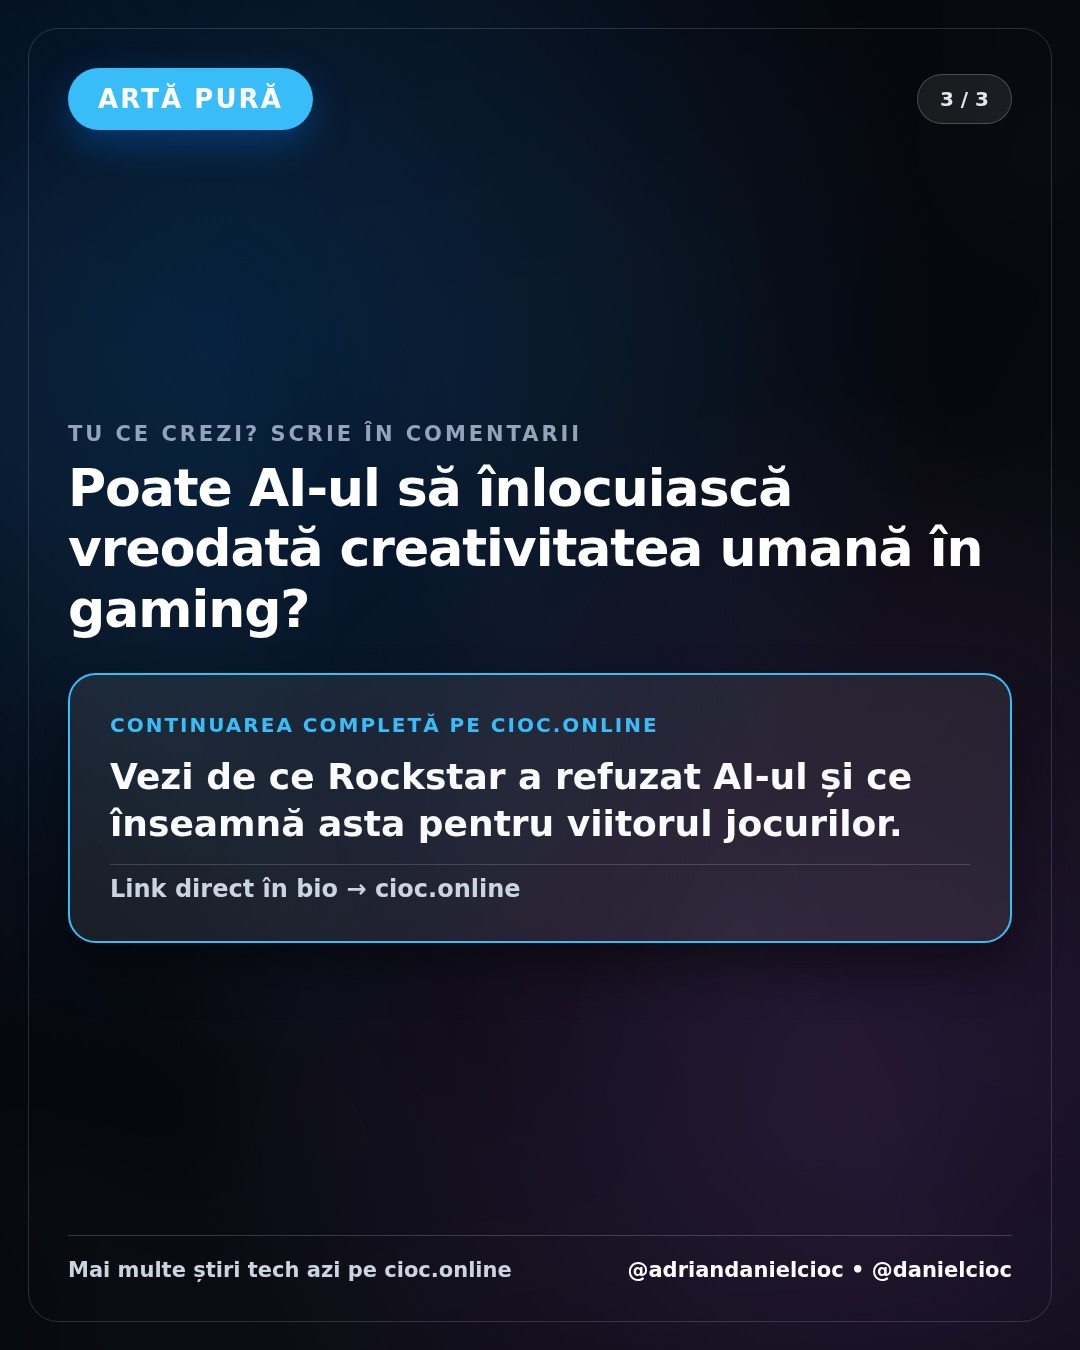 ARTĂ PURĂ
3 / 3
TU CE CREZI? SCRIE ÎN COMENTARII
Poate AI-ul să înlocuiască
vreodată creativitatea umană în
gaming?
CONTINUAREA COMPLETĂ PE CIOC.ONLINE
Vezi de ce Rockstar a refuzat AI-ul și ce
înseamnă asta pentru viitorul jocurilor.
Link direct în bio → cioc.online
Mai multe știri tech azi pe cioc.online
@adriandanielcioc • @danielcioc